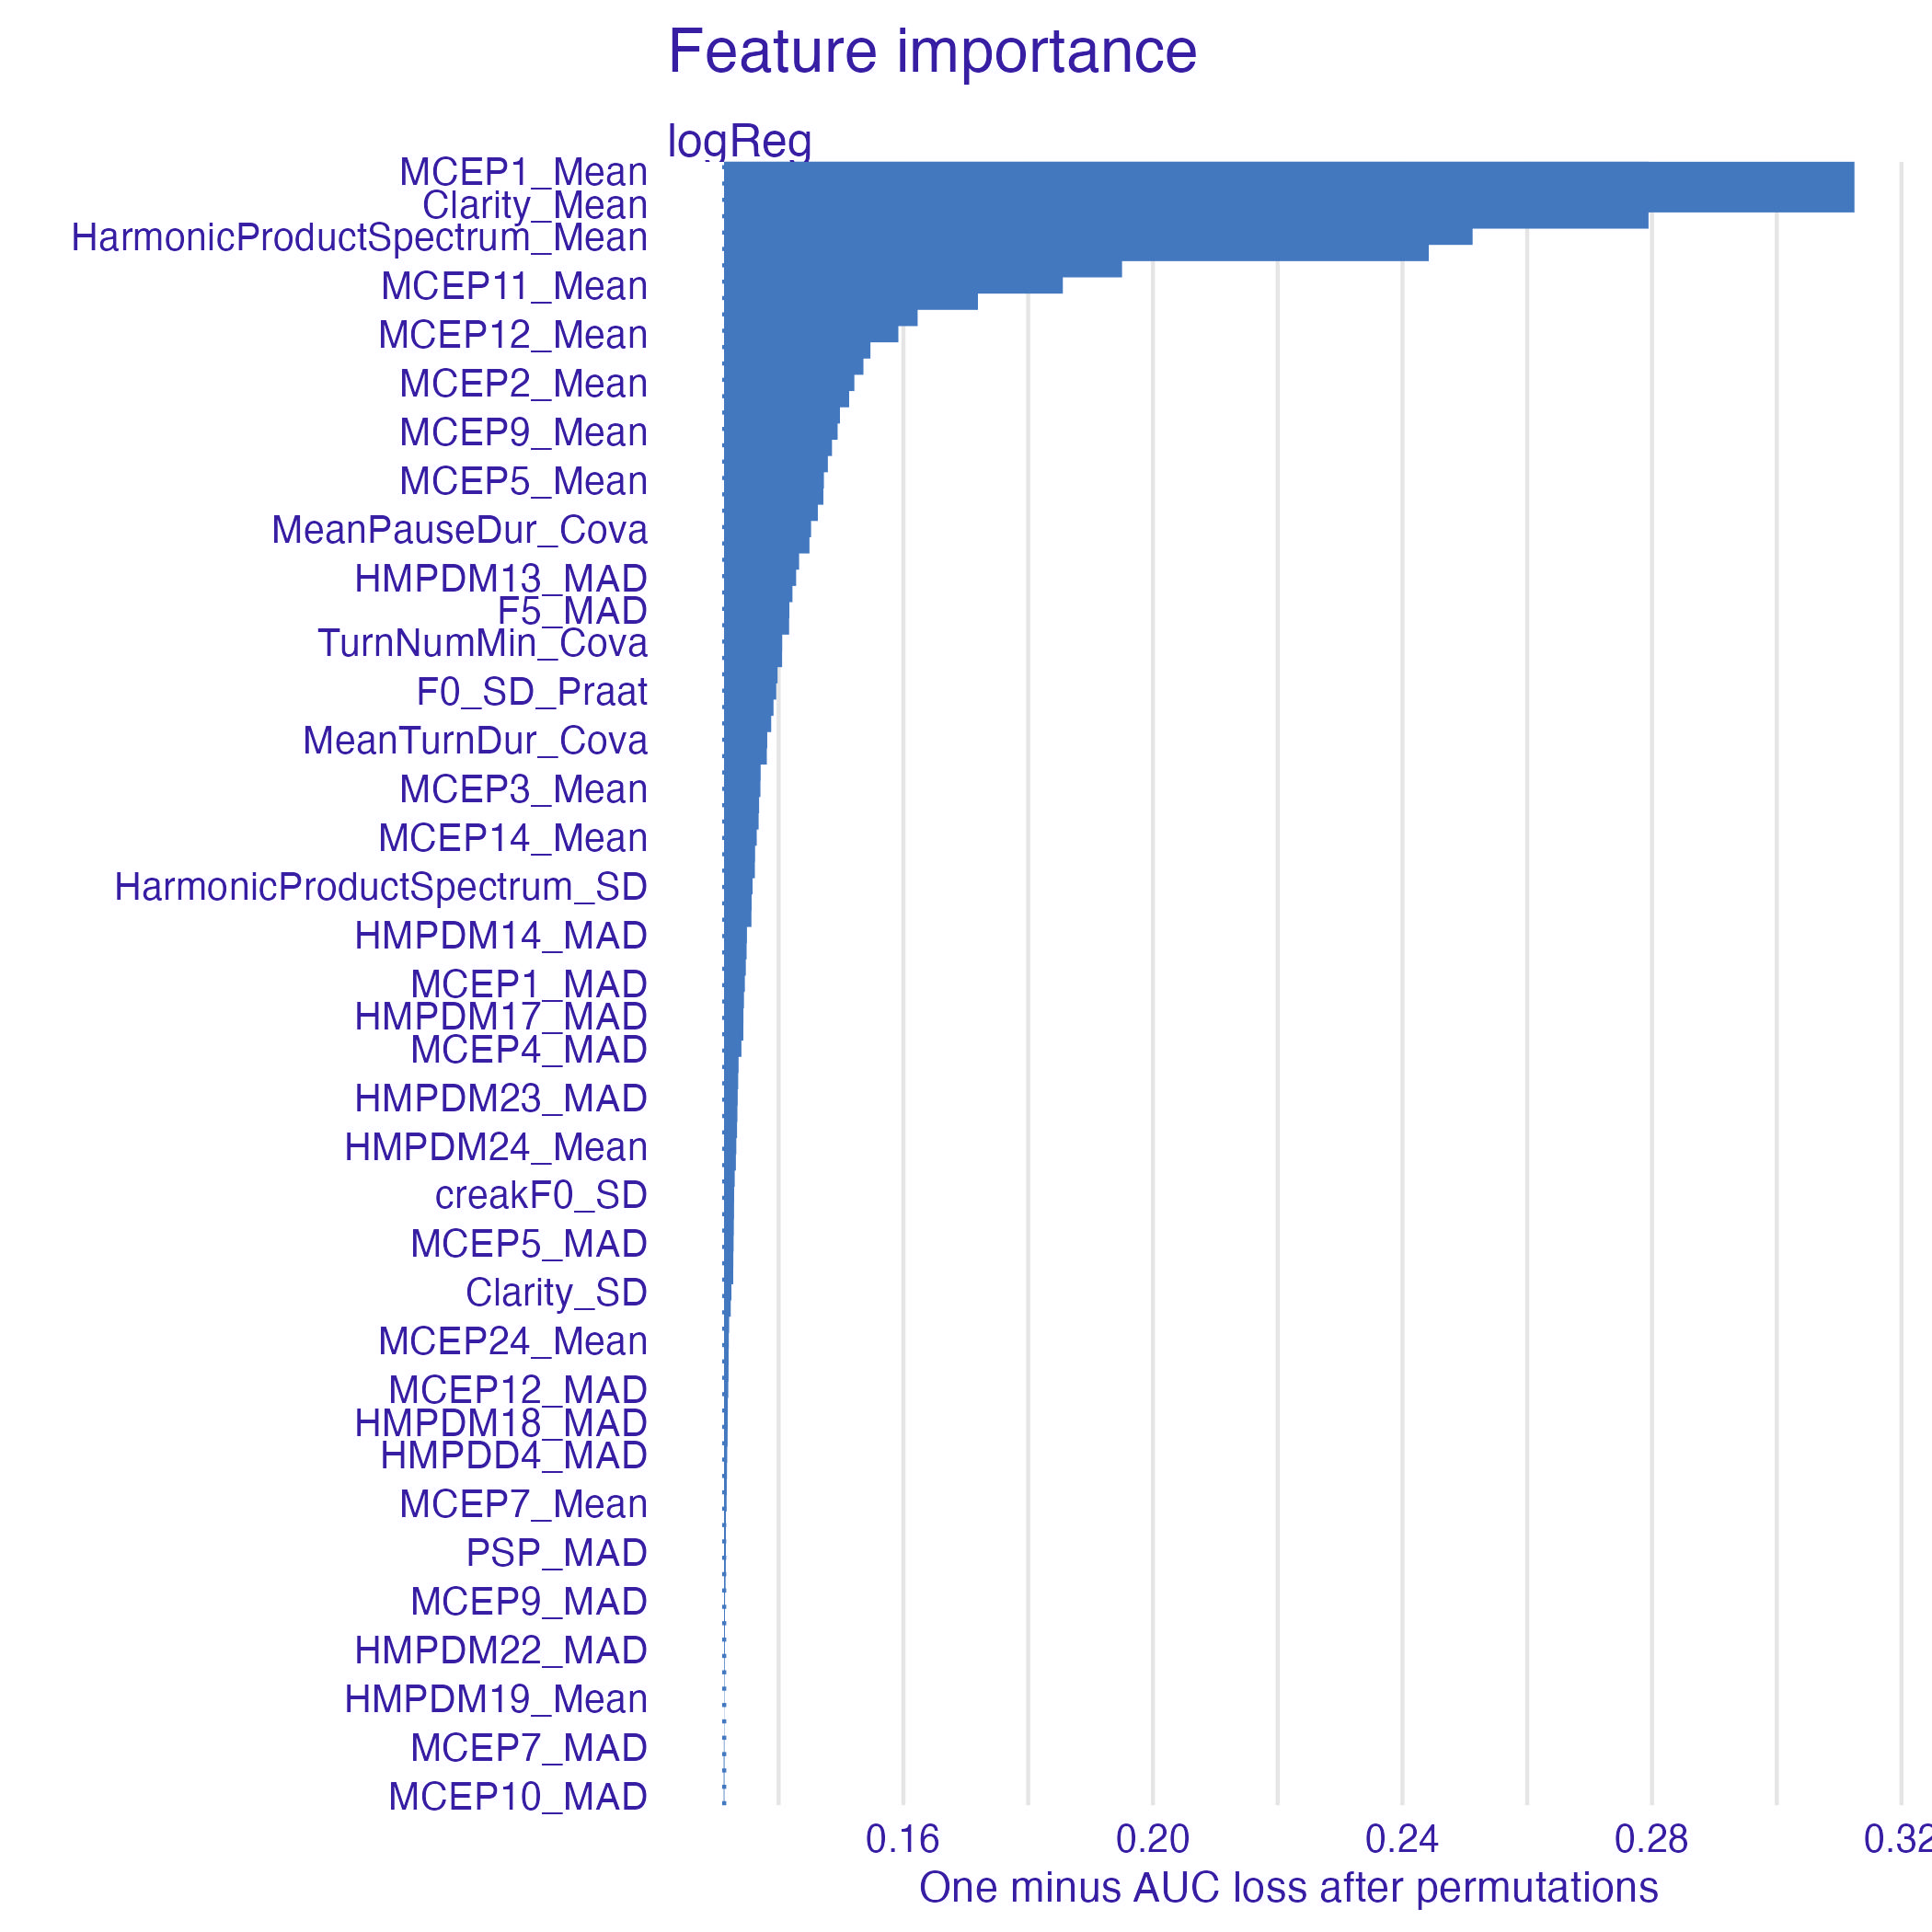 Feature importance
logReg
MCEP1_Mean
Clarity_Mean
HarmonicProductSpectrum_Mean
MCEP11_Mean
MCEP12_Mean
MCEP2_Mean
MCEP9_Mean
MCEP5_Mean
MeanPauseDur_Cova
HMPDM13_MAD
F5_MAD
TurnNumMin_Cova
F0_SD_Praat
MeanTurnDur_Cova
MCEP3_Mean
MCEP14_Mean
HarmonicProductSpectrum_SD
HMPDM14_MAD
MCEP1_MAD
HMPDM17_MAD
MCEP4_MAD
HMPDM23_MAD
HMPDM24_Mean
creakF0_SD
MCEP5_MAD
Clarity_SD
MCEP24_Mean
MCEP12_MAD
HMPDM18_MAD
HMPDD4_MAD
MCEP7_Mean
PSP_MAD
MCEP9_MAD
HMPDM22_MAD
HMPDM19_Mean
MCEP7_MAD
MCEP10_MAD
0.16 0.20 0.24 0.28 0.32
One minus AUC loss after permutations